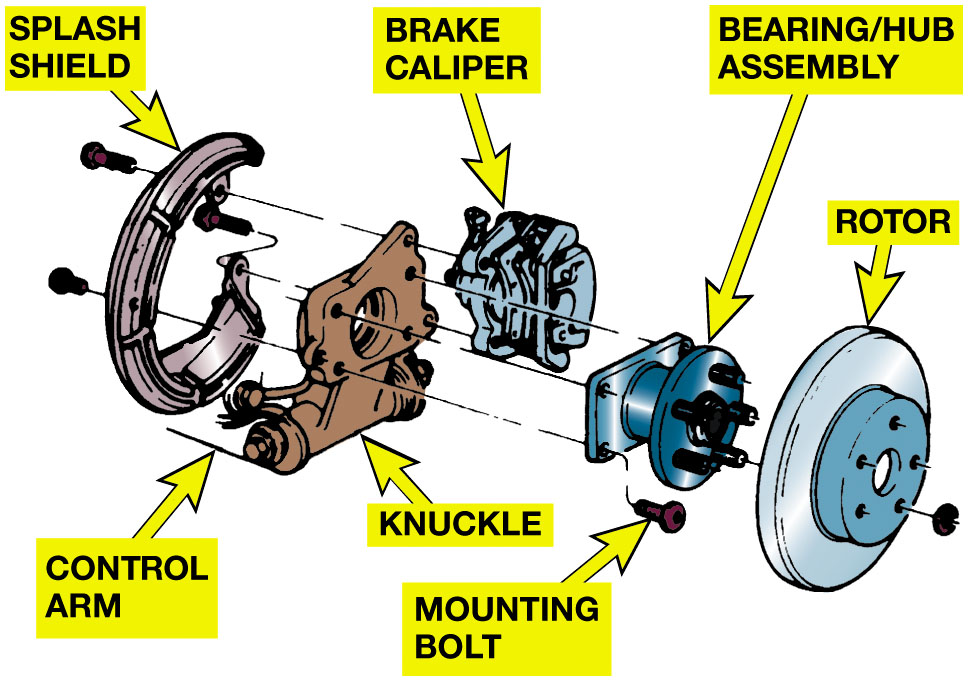 SPLASH
SHIELD
BRAKE
CALIPER
BEARING/HUB
ASSEMBLY
ROTOR
KNUCKLE
CONTROL
ARM
MOUNTING
BOLT